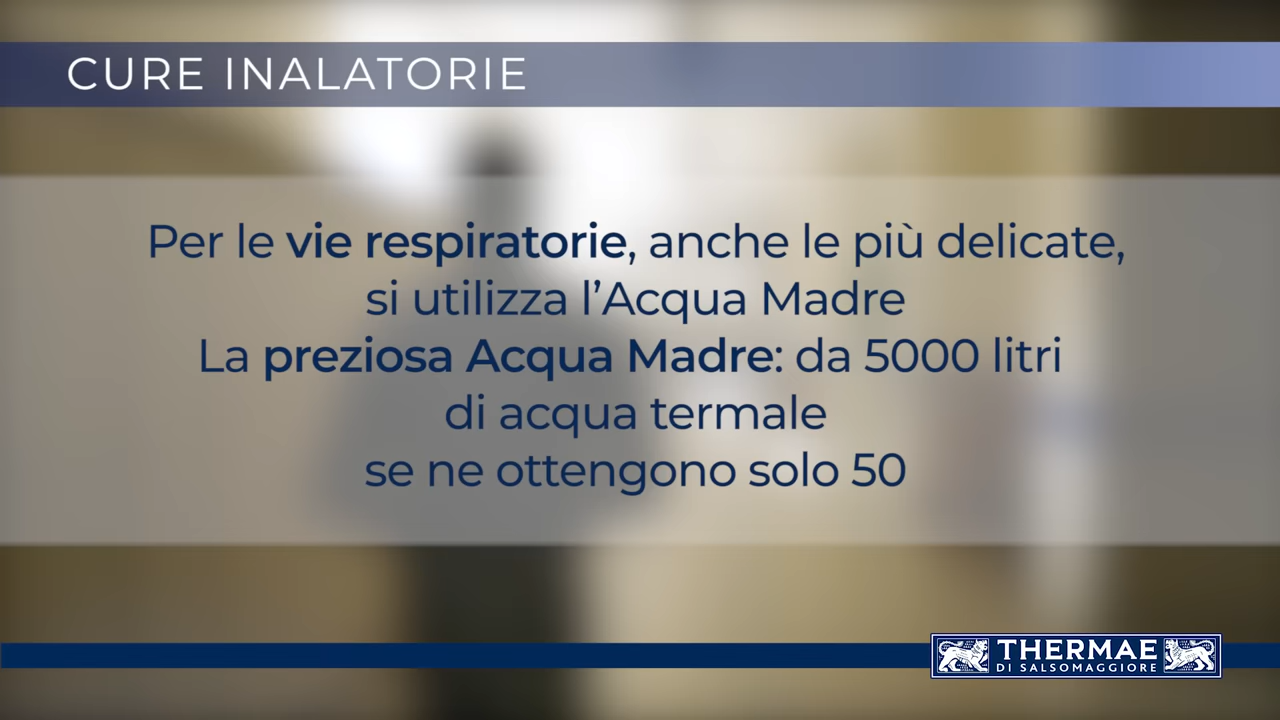 CURE INALATORIE
Per le vie respiratorie, anche le più delicate,
si utilizza l’Acqua Madre
La preziosa Acqua Madre: da 5000 litri
di acqua termale
se ne ottengono solo 50
THERMAE
DI SALSOMAGGIORE